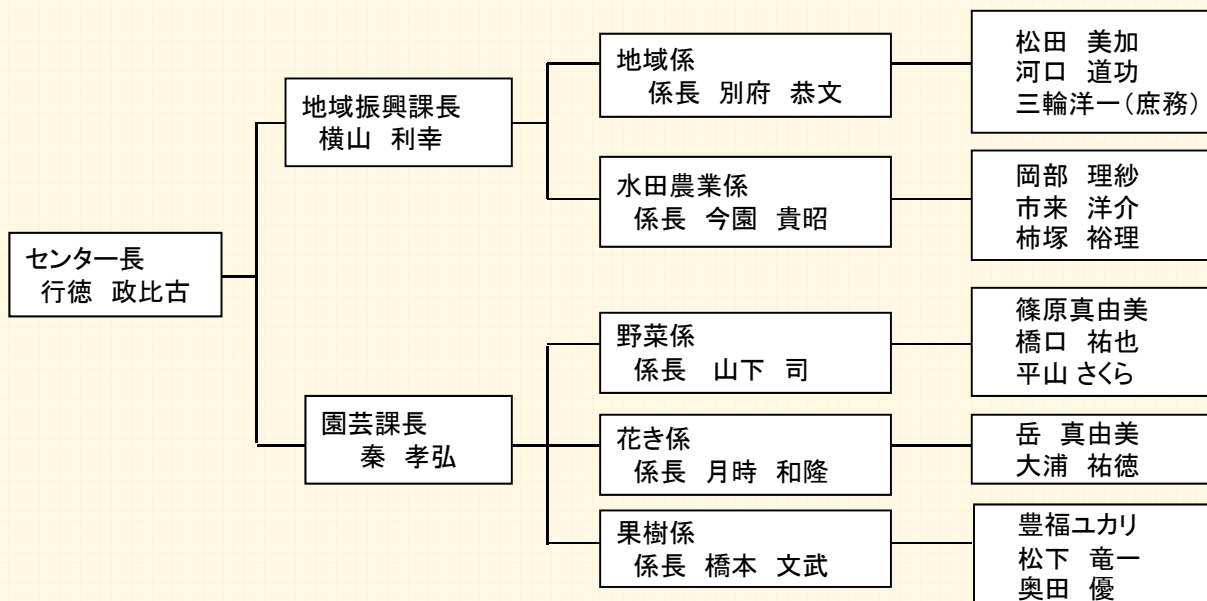 センター長
行徳 政比古
地域振興課長
横山 利幸
園芸課長
秦 孝弘
地域係
係長 別府 恭文
水田農業係
係長 今園 貴昭
野菜係
係長 山下 司
花き係
係長 月時 和隆
果樹係
係長 橋本 文武
松田 美加
河口 道功
三輪洋一（庶務）
岡部 理紗
市来 洋介
柿塚 裕理
篠原真由美
橋口 祐也
平山 さくら
岳 真由美
大浦 祐徳
豊福ユカリ
松下 竜一
奥田 優